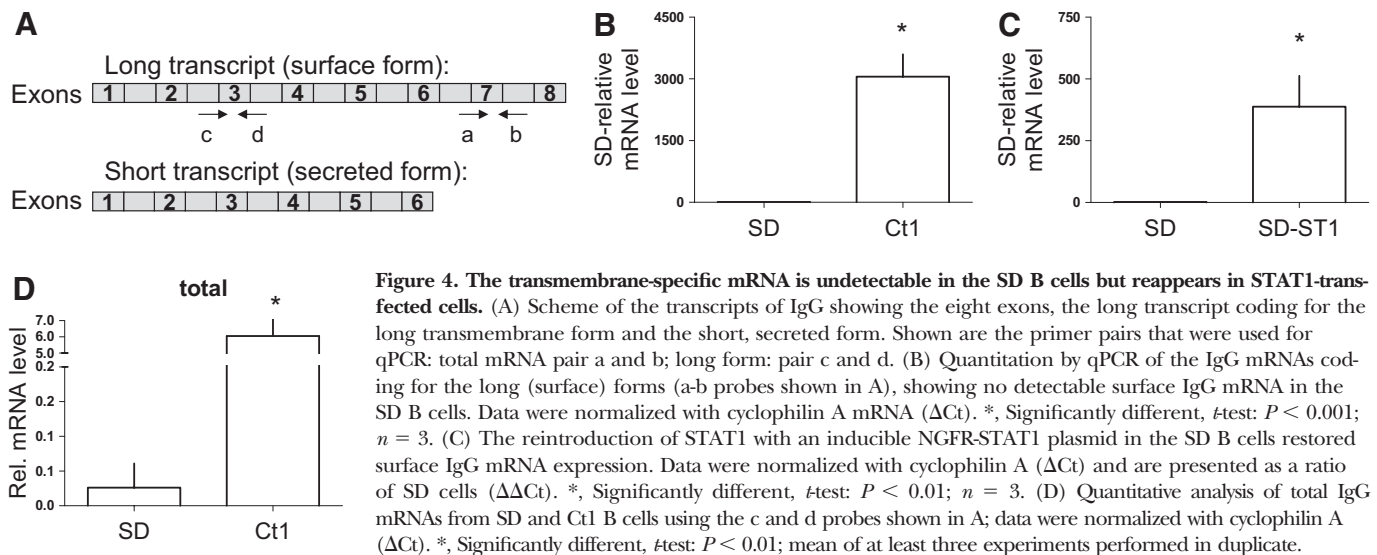 A
Long transcript (surface form):
Exons 1 2 3 4 5 6 7 8
c d a b
Short transcript (secreted form):
Exons 1 2 3 4 5 6
B
SD-relative
mRNA level
4500
3000
1500
0
*
SD Ct1
C
SD-relative
mRNA level
750
500
250
0
*
SD SD-ST1
D
total
Rel. mRNA level
7.0
6.0
5.0
0.2
0.2
0.1
0.1
0.0
*
SD Ct1
Figure 4. The transmembrane-specific mRNA is undetectable in the SD B cells but reappears in STAT1-trans-
fected cells. (A) Scheme of the transcripts of IgG showing the eight exons, the long transcript coding for the
long transmembrane form and the short, secreted form. Shown are the primer pairs that were used for
qPCR: total mRNA pair a and b; long form: pair c and d. (B) Quantitation by qPCR of the IgG mRNAs cod-
ing for the long (surface) forms (a-b probes shown in A), showing no detectable surface IgG mRNA in the
SD B cells. Data were normalized with cyclophilin A mRNA (ΔCt). *, Significantly different, t-test: P < 0.001;
n = 3. (C) The reintroduction of STAT1 with an inducible NGFR-STAT1 plasmid in the SD B cells restored
surface IgG mRNA expression. Data were normalized with cyclophilin A (ΔCt) and are presented as a ratio
of SD cells (ΔΔCt). *, Significantly different, t-test: P < 0.01; n = 3. (D) Quantitative analysis of total IgG
mRNAs from SD and Ct1 B cells using the c and d probes shown in A; data were normalized with cyclophilin A
(ΔCt). *, Significantly different, t-test: P < 0.01; mean of at least three experiments performed in duplicate.